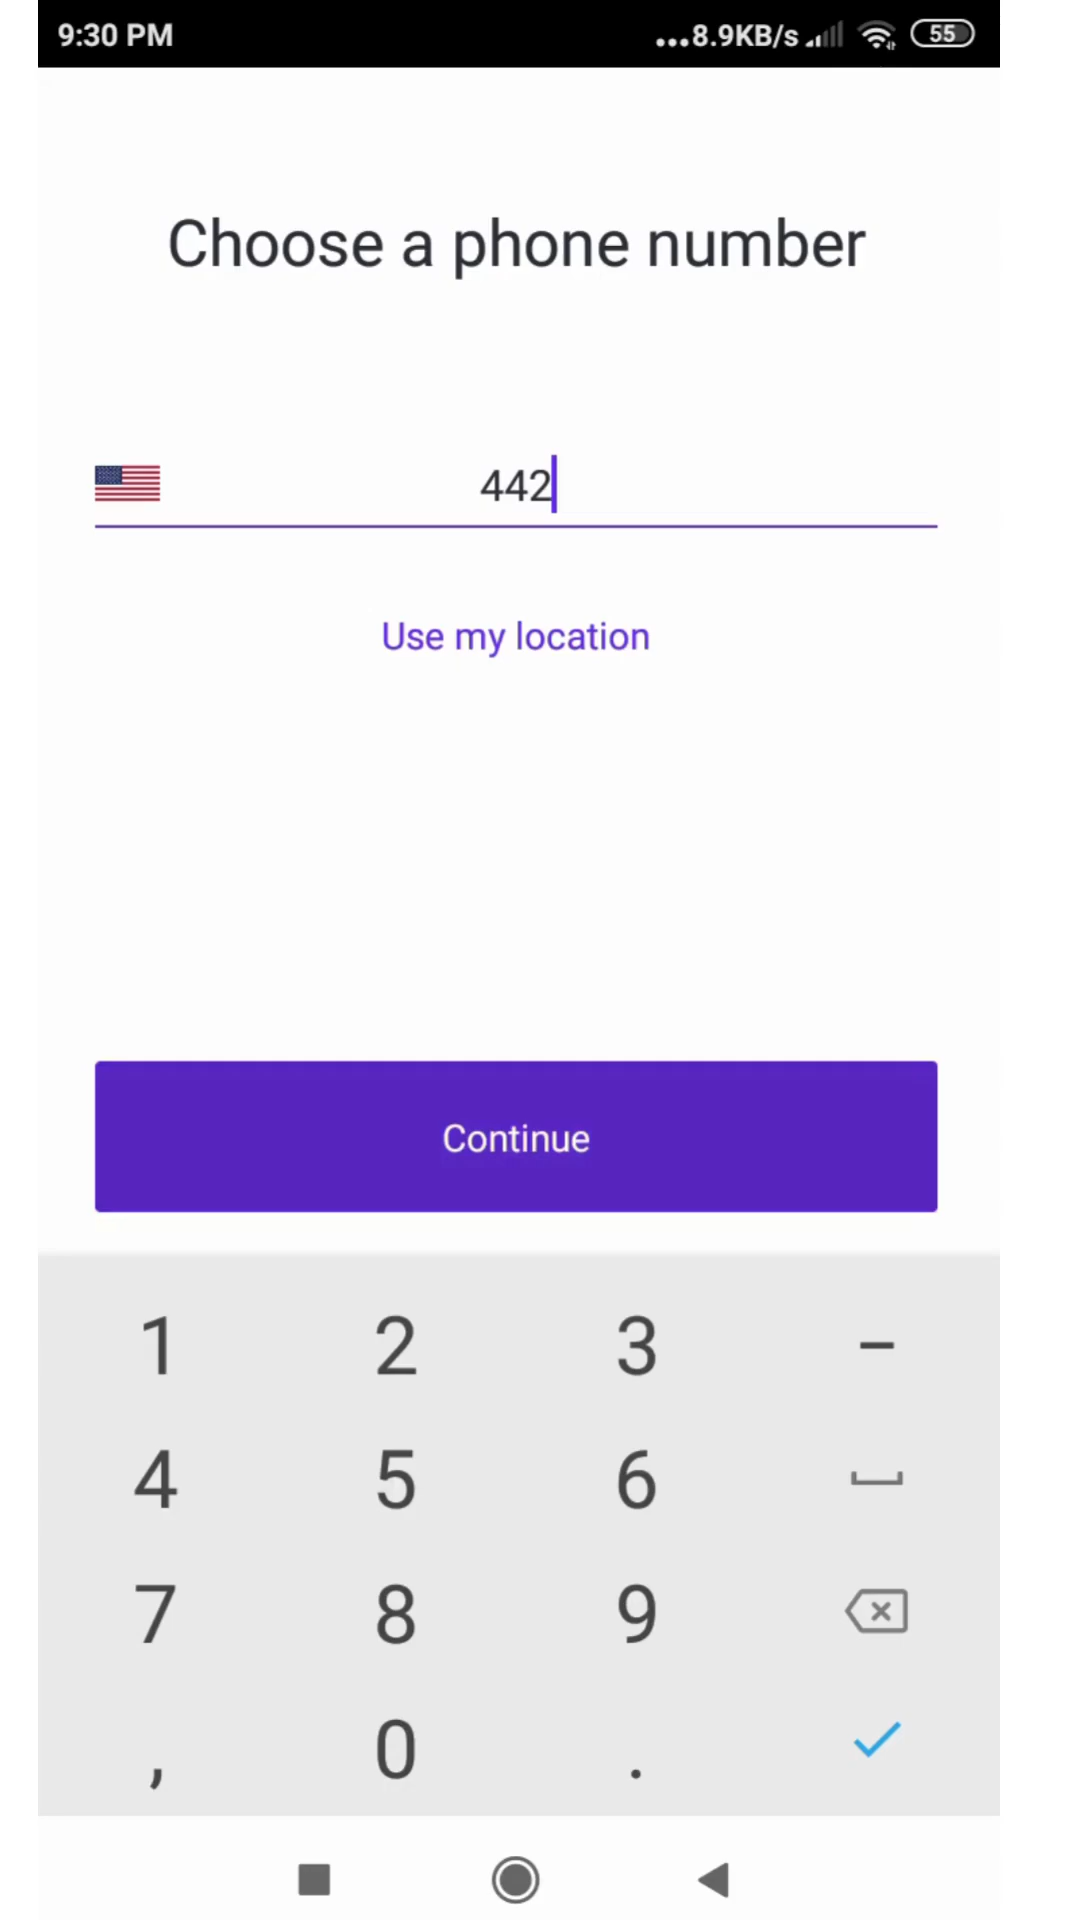 9:30 PM ...8.9KB/s 55
Choose a phone number
442
Use my location
Continue
1 2 3 –
4 5 6
7 8 9
, 0 .